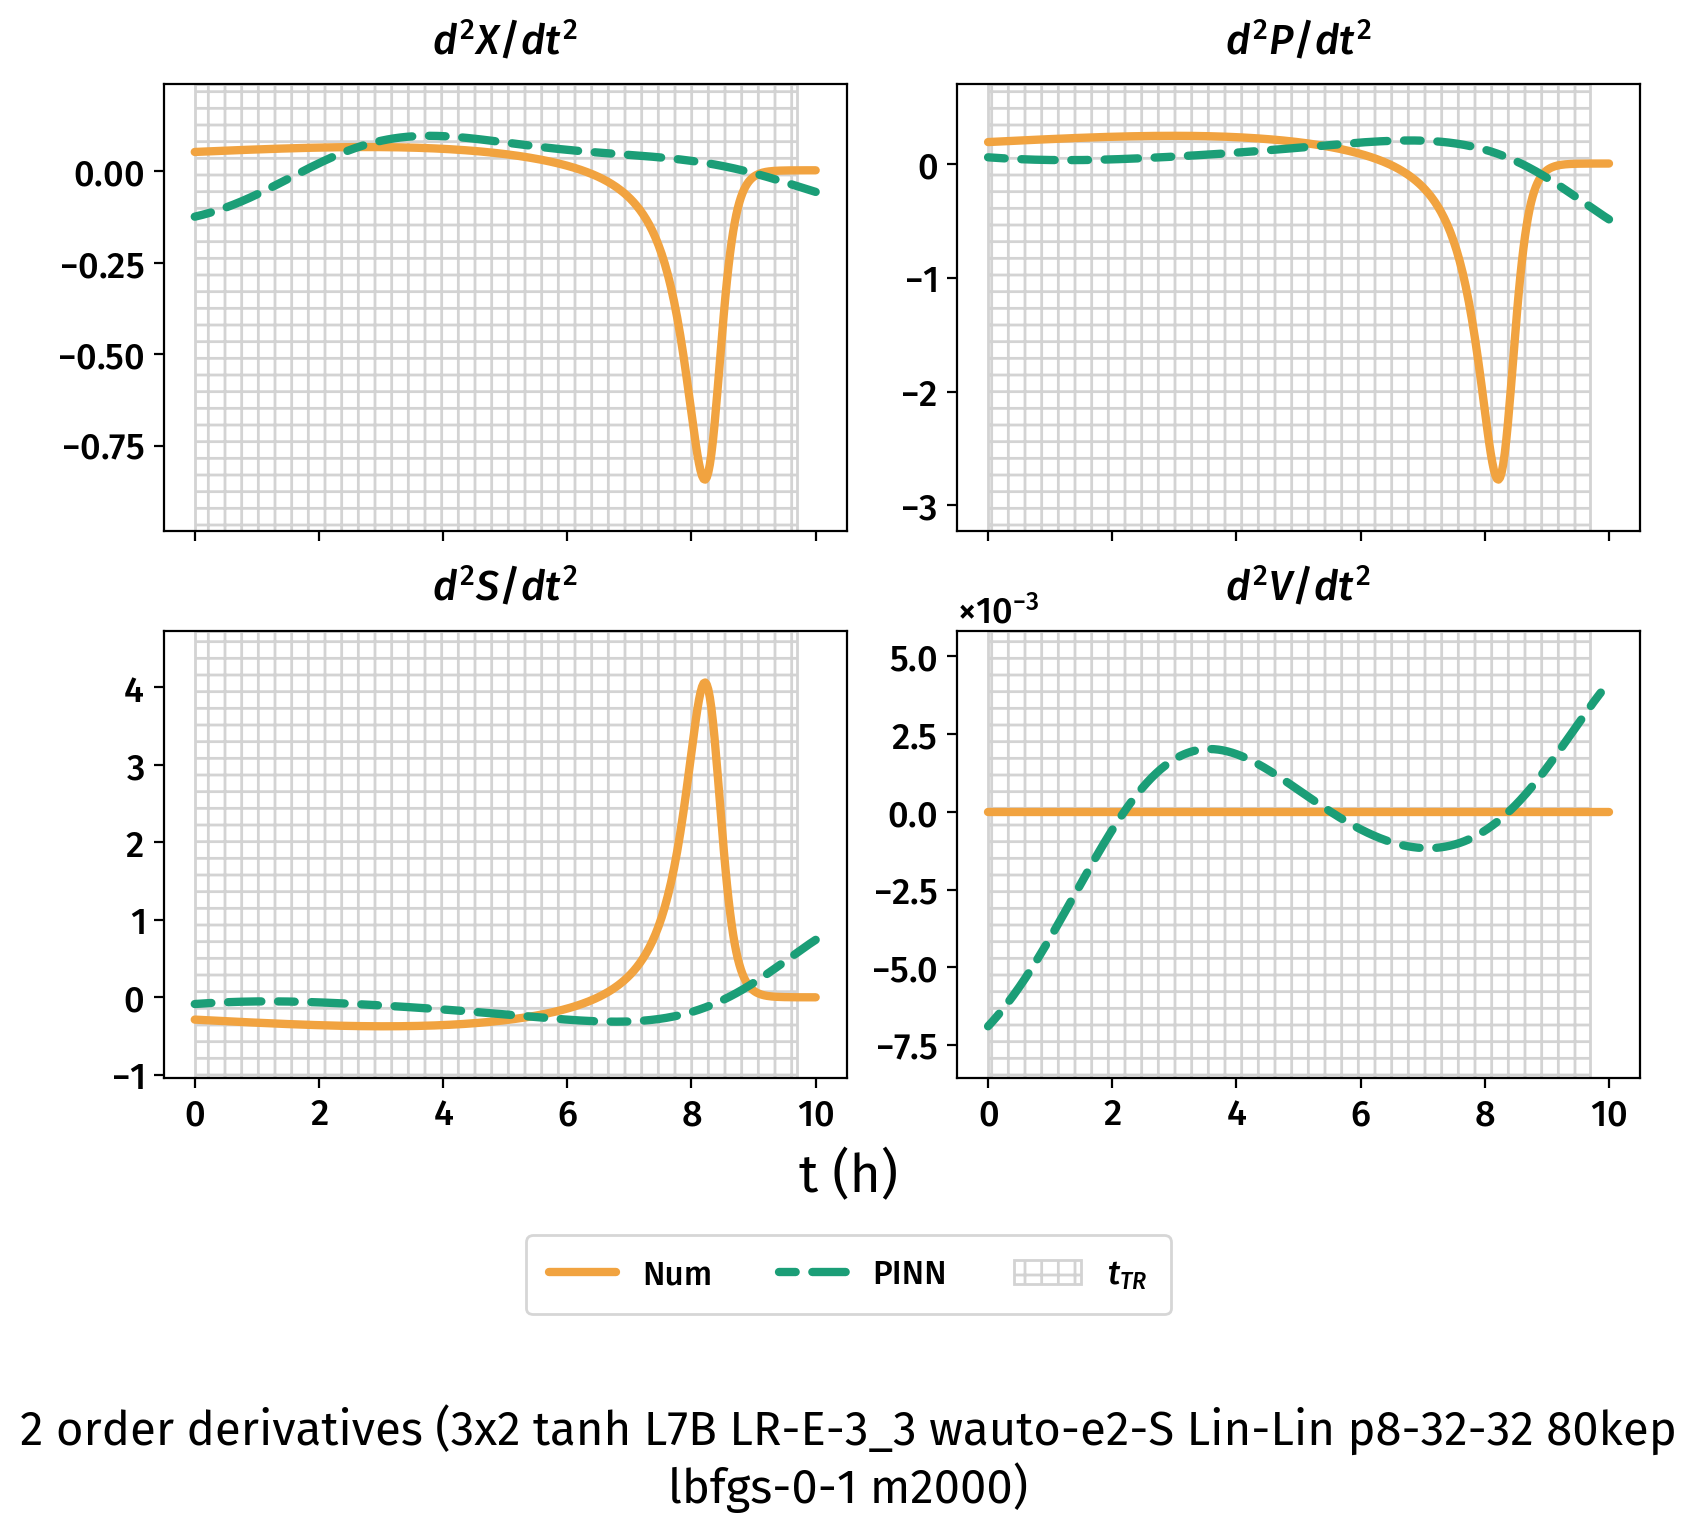 d²X/dt²
d²P/dt²
0.00
−0.25
−0.50
−0.75
0
−1
−2
−3
d²S/dt²
d²V/dt²
×10⁻³
4
3
2
1
0
−1
5.0
2.5
0.0
−2.5
−5.0
−7.5
0 2 4 6 8 10
0 2 4 6 8 10
t (h)
Num PINN t_TR
2 order derivatives (3x2 tanh L7B LR-E-3_3 wauto-e2-S Lin-Lin p8-32-32 80kep
lbfgs-0-1 m2000)